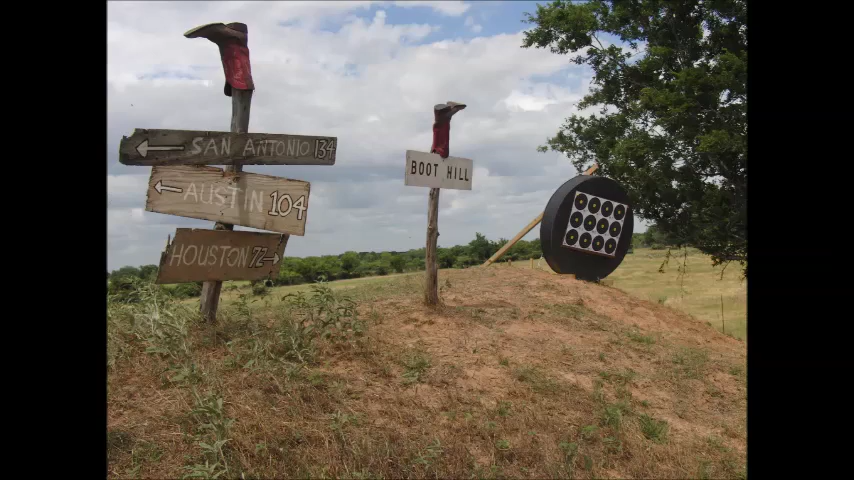 SAN ANTONIO 134
AUSTIN 104
HOUSTON 72
BOOT HILL